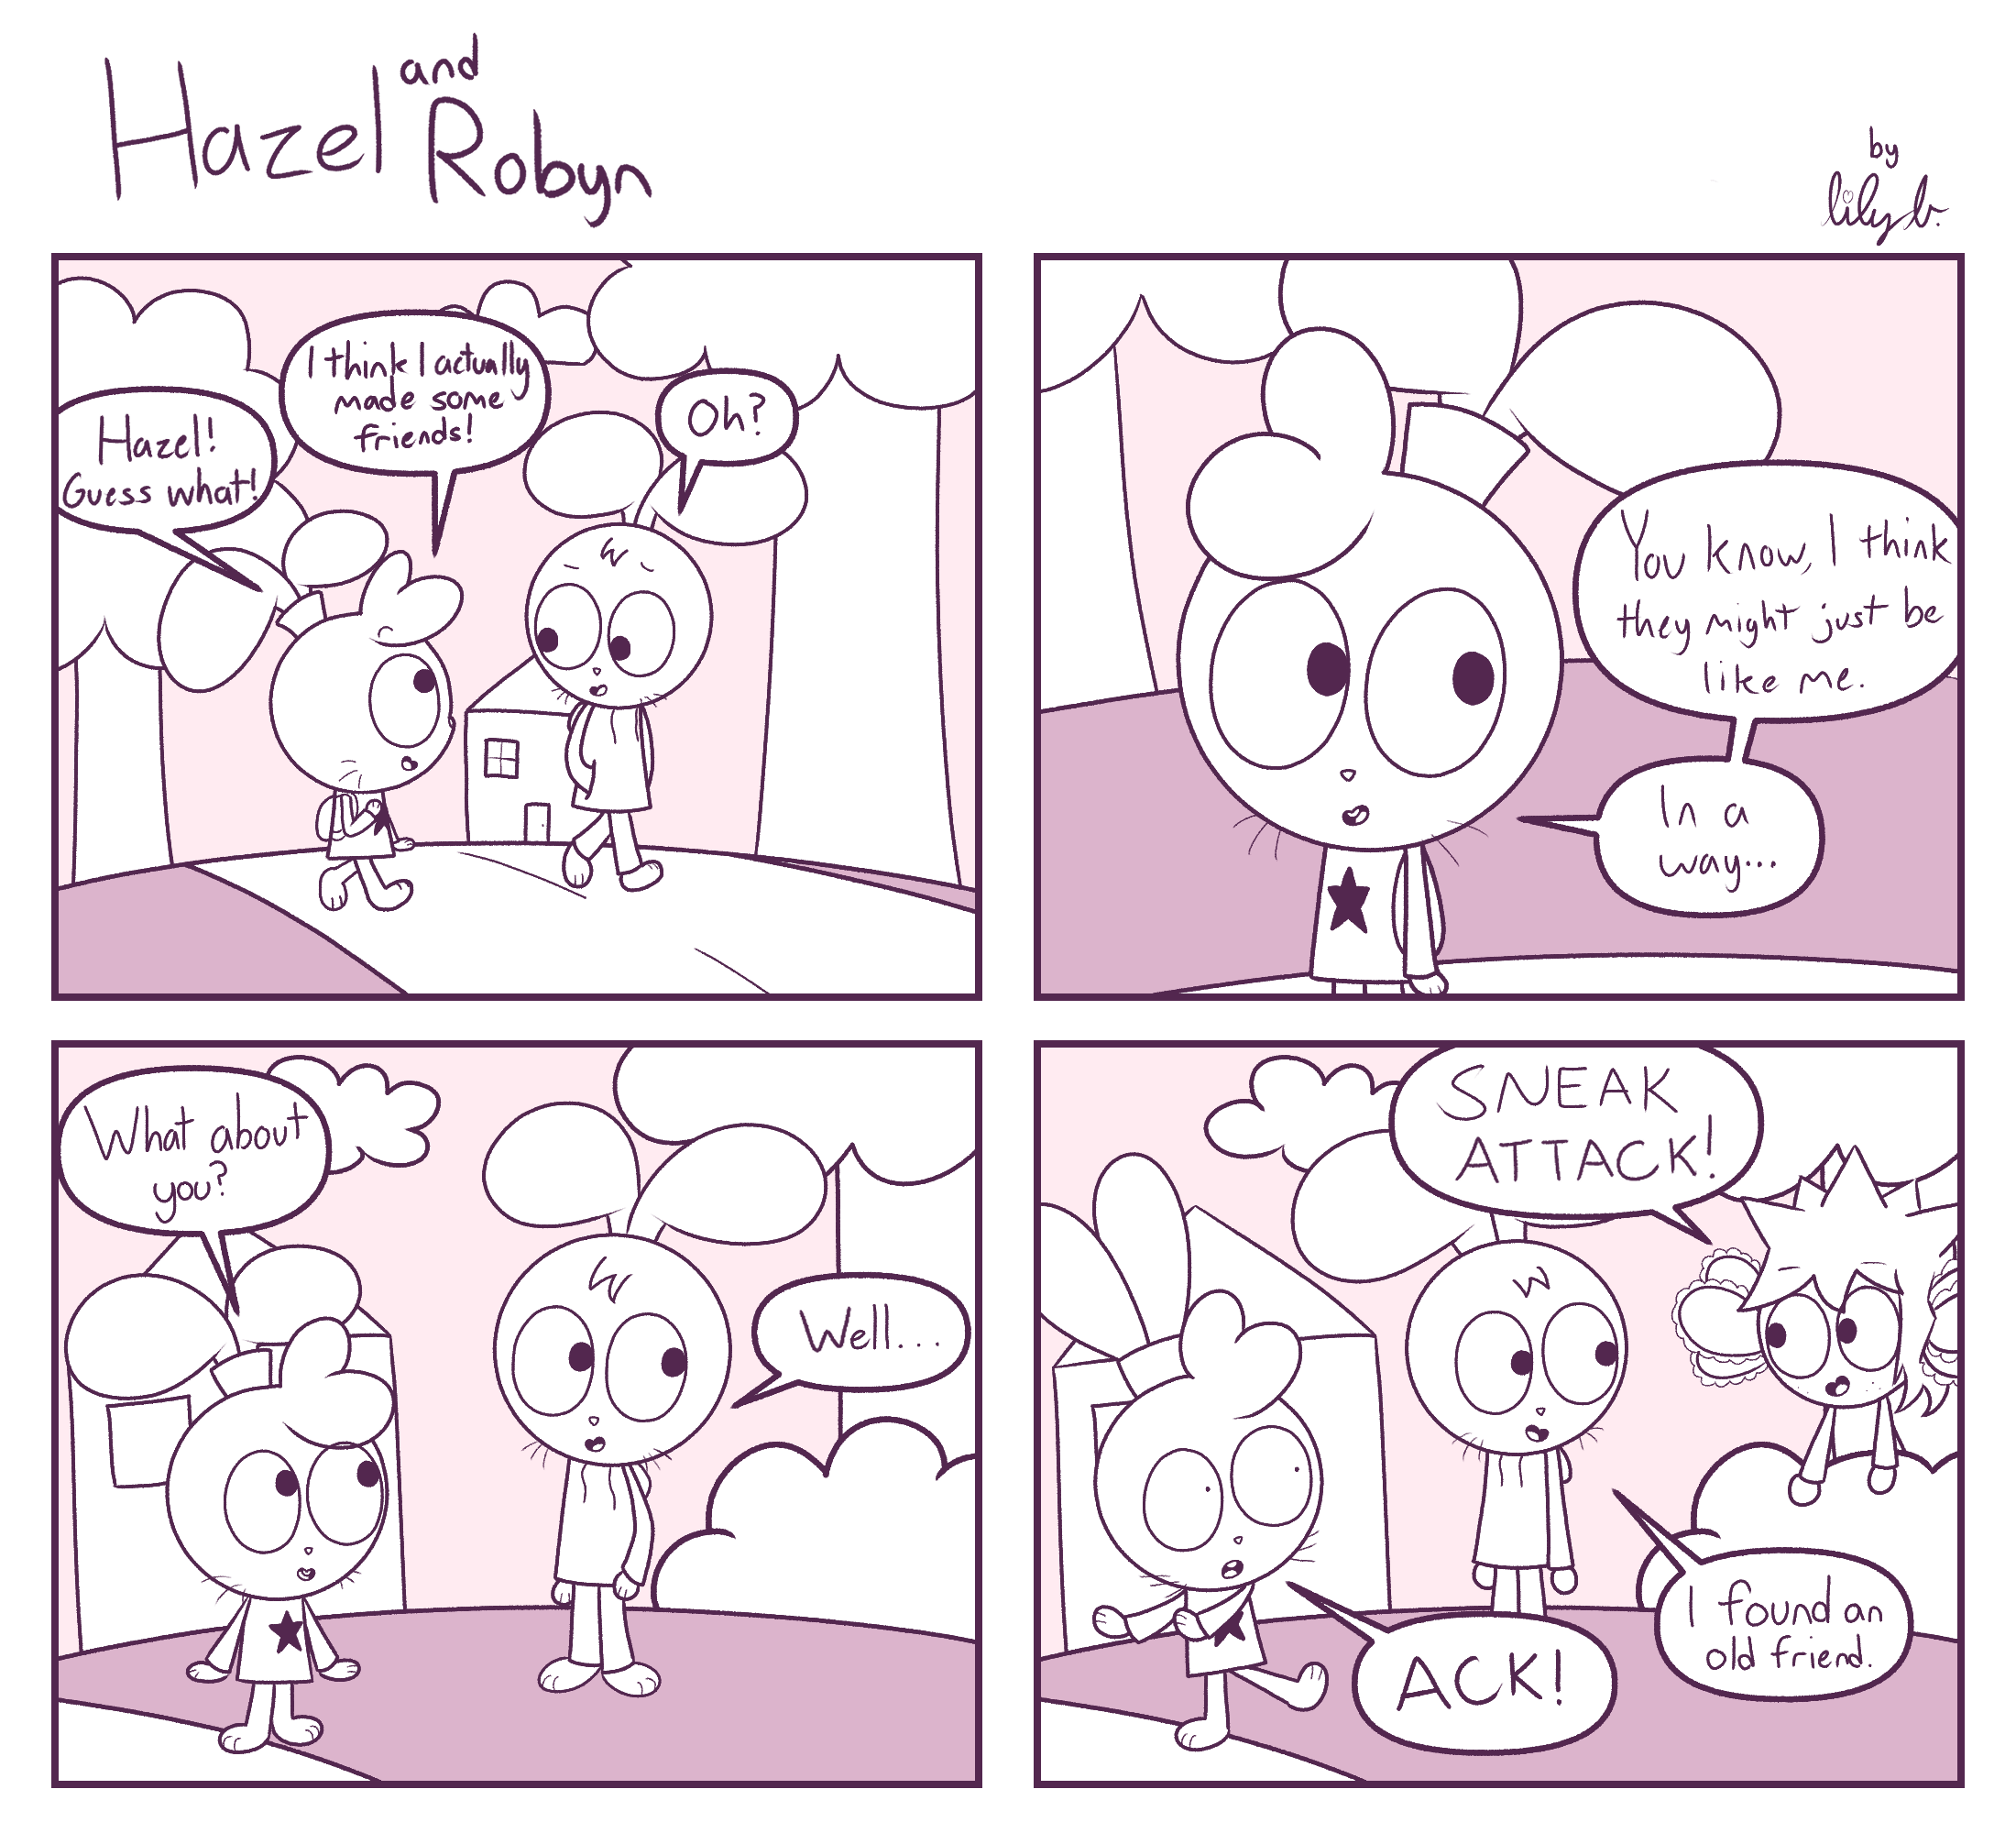 Hazel and Robyn
by
lily b.
Hazel!
Guess what!
I think I actually
made some
friends!
Oh?
You know, I think
they might just be
like me.
In a
way...
What about
you?
Well...
SNEAK
ATTACK!
ACK!
I found an
old friend.